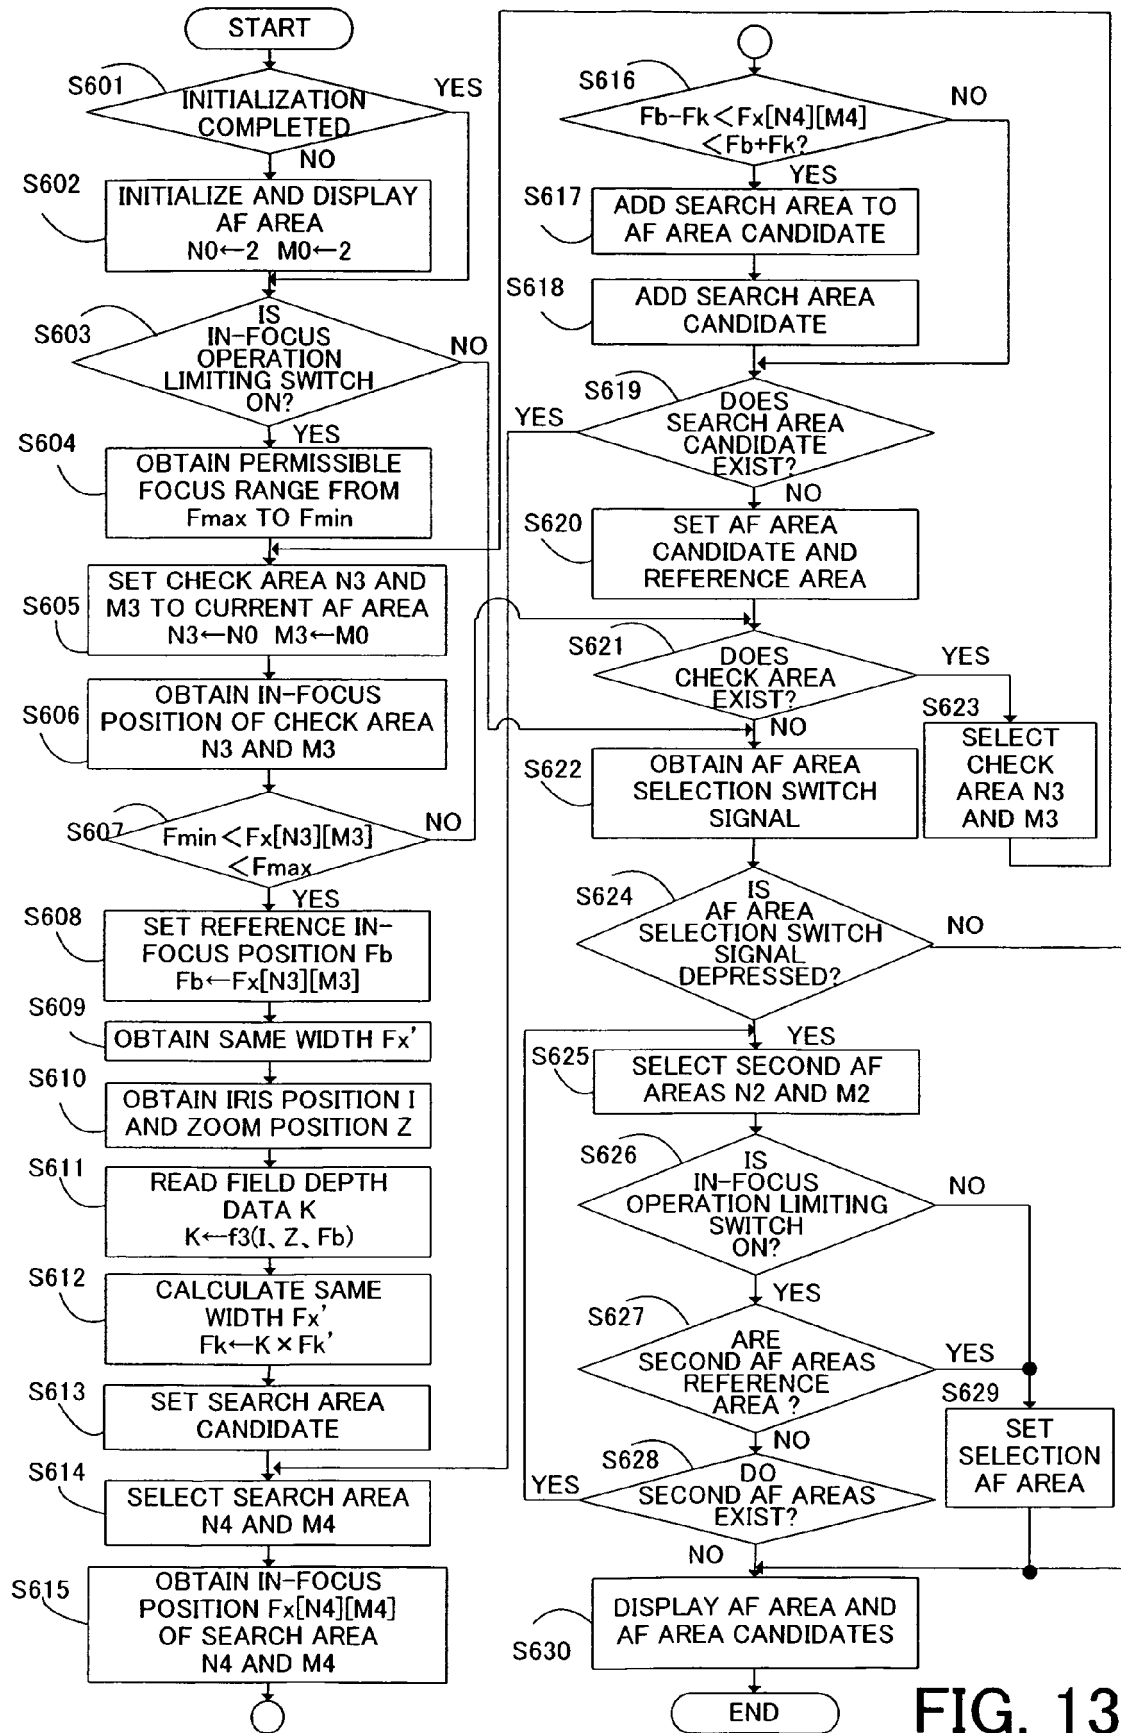 START
S601
INITIALIZATION
COMPLETED
YES
NO
S602
INITIALIZE AND DISPLAY
AF AREA
N0←2 M0←2
S603
IS
IN-FOCUS
OPERATION
LIMITING SWITCH
ON?
NO
YES
S604
OBTAIN PERMISSIBLE
FOCUS RANGE FROM
Fmax TO Fmin
S605
SET CHECK AREA N3 AND
M3 TO CURRENT AF AREA
N3←N0 M3←M0
S606
OBTAIN IN-FOCUS
POSITION OF CHECK AREA
N3 AND M3
S607
Fmin<Fx[N3][M3]
<Fmax
NO
YES
S608
SET REFERENCE IN-
FOCUS POSITION Fb
Fb←Fx[N3][M3]
S609
OBTAIN SAME WIDTH Fx'
S610
OBTAIN IRIS POSITION I
AND ZOOM POSITION Z
S611
READ FIELD DEPTH
DATA K
K←f3(I、Z、Fb)
S612
CALCULATE SAME
WIDTH Fx'
Fk←K×Fk'
S613
SET SEARCH AREA
CANDIDATE
S614
SELECT SEARCH AREA
N4 AND M4
S615
OBTAIN IN-FOCUS
POSITION Fx[N4][M4]
OF SEARCH AREA
N4 AND M4
S616
Fb-Fk<Fx[N4][M4]
<Fb+Fk?
NO
YES
S617
ADD SEARCH AREA TO
AF AREA CANDIDATE
S618
ADD SEARCH AREA
CANDIDATE
S619
DOES
SEARCH AREA
CANDIDATE
EXIST?
YES
NO
S620
SET AF AREA
CANDIDATE AND
REFERENCE AREA
S621
DOES
CHECK AREA
EXIST?
YES
NO
S623
SELECT
CHECK
AREA N3
AND M3
S622
OBTAIN AF AREA
SELECTION SWITCH
SIGNAL
S624
IS
AF AREA
SELECTION SWITCH
SIGNAL
DEPRESSED?
NO
YES
S625
SELECT SECOND AF
AREAS N2 AND M2
S626
IS
IN-FOCUS
OPERATION LIMITING
SWITCH
ON?
NO
YES
S627
ARE
SECOND AF AREAS
REFERENCE
AREA ?
YES
NO
S629
SET
SELECTION
AF AREA
S628
DO
SECOND AF AREAS
EXIST?
YES
NO
S630
DISPLAY AF AREA AND
AF AREA CANDIDATES
END
FIG. 13